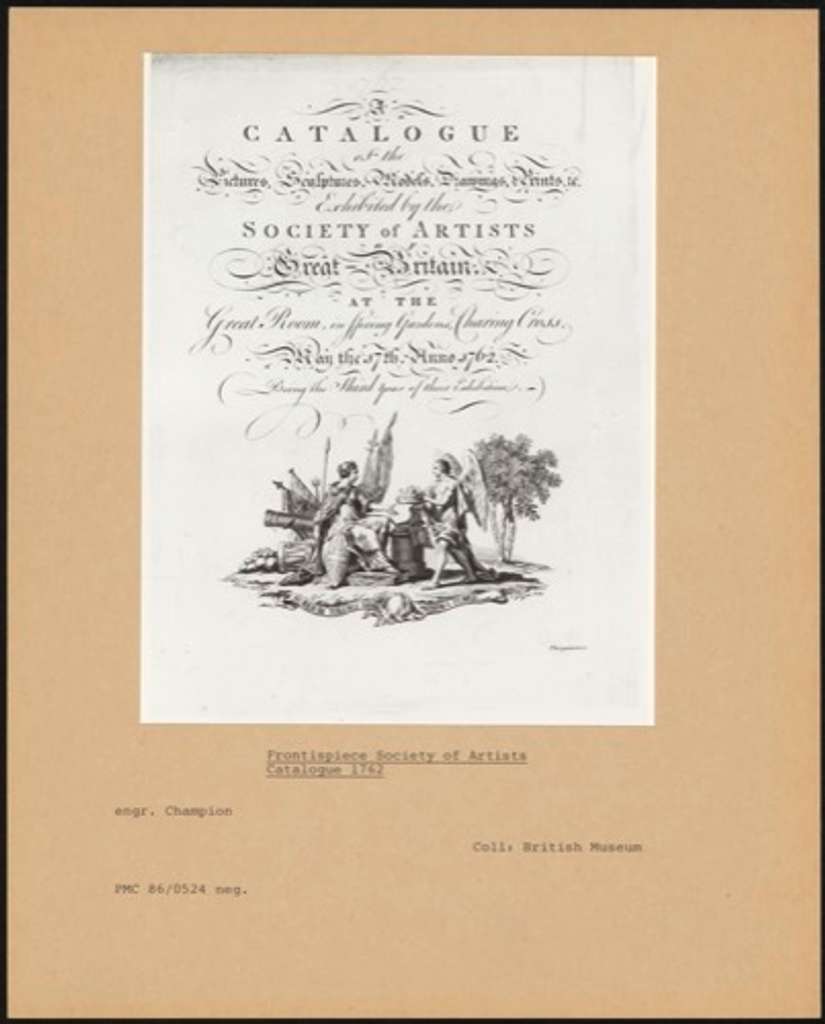 A
CATALOGUE
of the
Pictures, Sculptures, Models, Drawings, & Prints, &c.
Exhibited by the
SOCIETY of ARTISTS
of
Great-Britain.
AT THE
Great Room, in Spring Gardens, Charing Cross,
May the 17th. Anno 1762.
Being the Third Year of their Exhibition.
Frontispiece Society of Artists
Catalogue 1762
engr. Champion
Coll: British Museum
PMC 86/0524 neg.